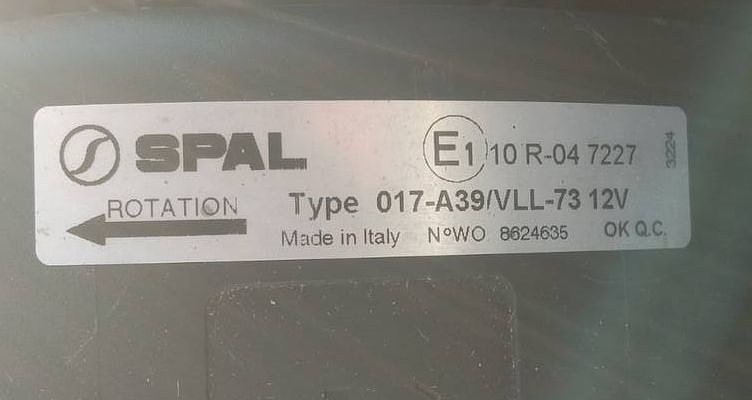 SPAL E1 10 R-04 7227
3224
ROTATION Type 017-A39/VLL-73 12V
Made in Italy N°WO 8624635 OK Q.C.